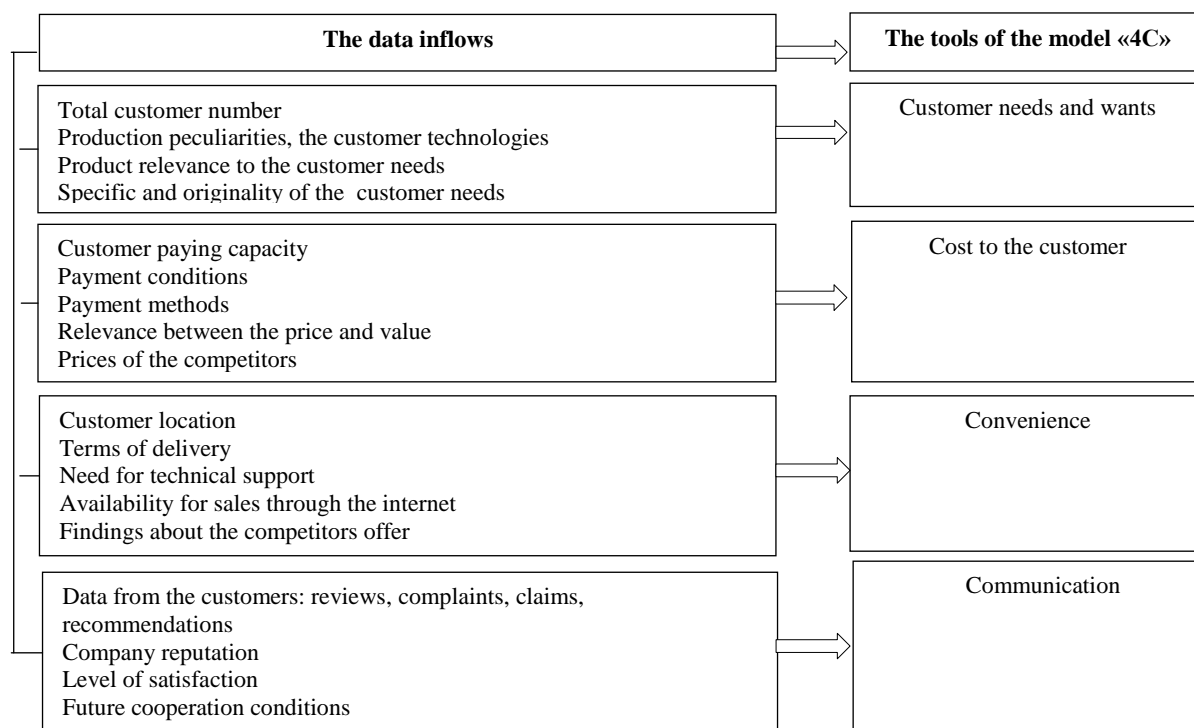 The data inflows
The tools of the model «4C»
Total customer number
Production peculiarities, the customer technologies
Product relevance to the customer needs
Specific and originality of the customer needs
Customer needs and wants
Customer paying capacity
Payment conditions
Payment methods
Relevance between the price and value
Prices of the competitors
Cost to the customer
Customer location
Terms of delivery
Need for technical support
Availability for sales through the internet
Findings about the competitors offer
Convenience
Data from the customers: reviews, complaints, claims,
recommendations
Company reputation
Level of satisfaction
Future cooperation conditions
Communication